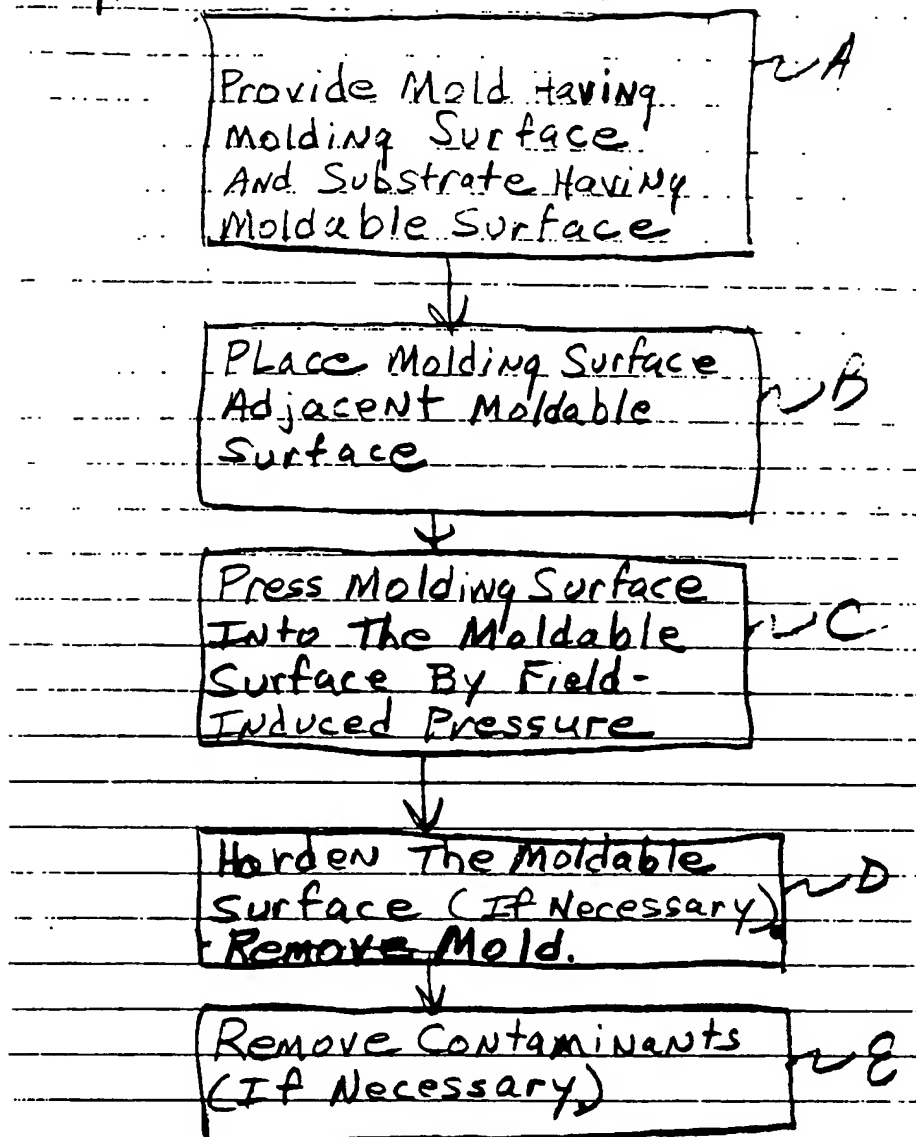 A
Provide Mold Having
Molding Surface
And Substrate Having
Moldable Surface
Place Molding Surface
Adjacent Moldable
Surface
B
Press Molding Surface
Into The Moldable
Surface By Field-
Induced Pressure
C
Harden The Moldable
Surface (If Necessary).
Remove Mold.
D
Remove Contaminants
(If Necessary)
E